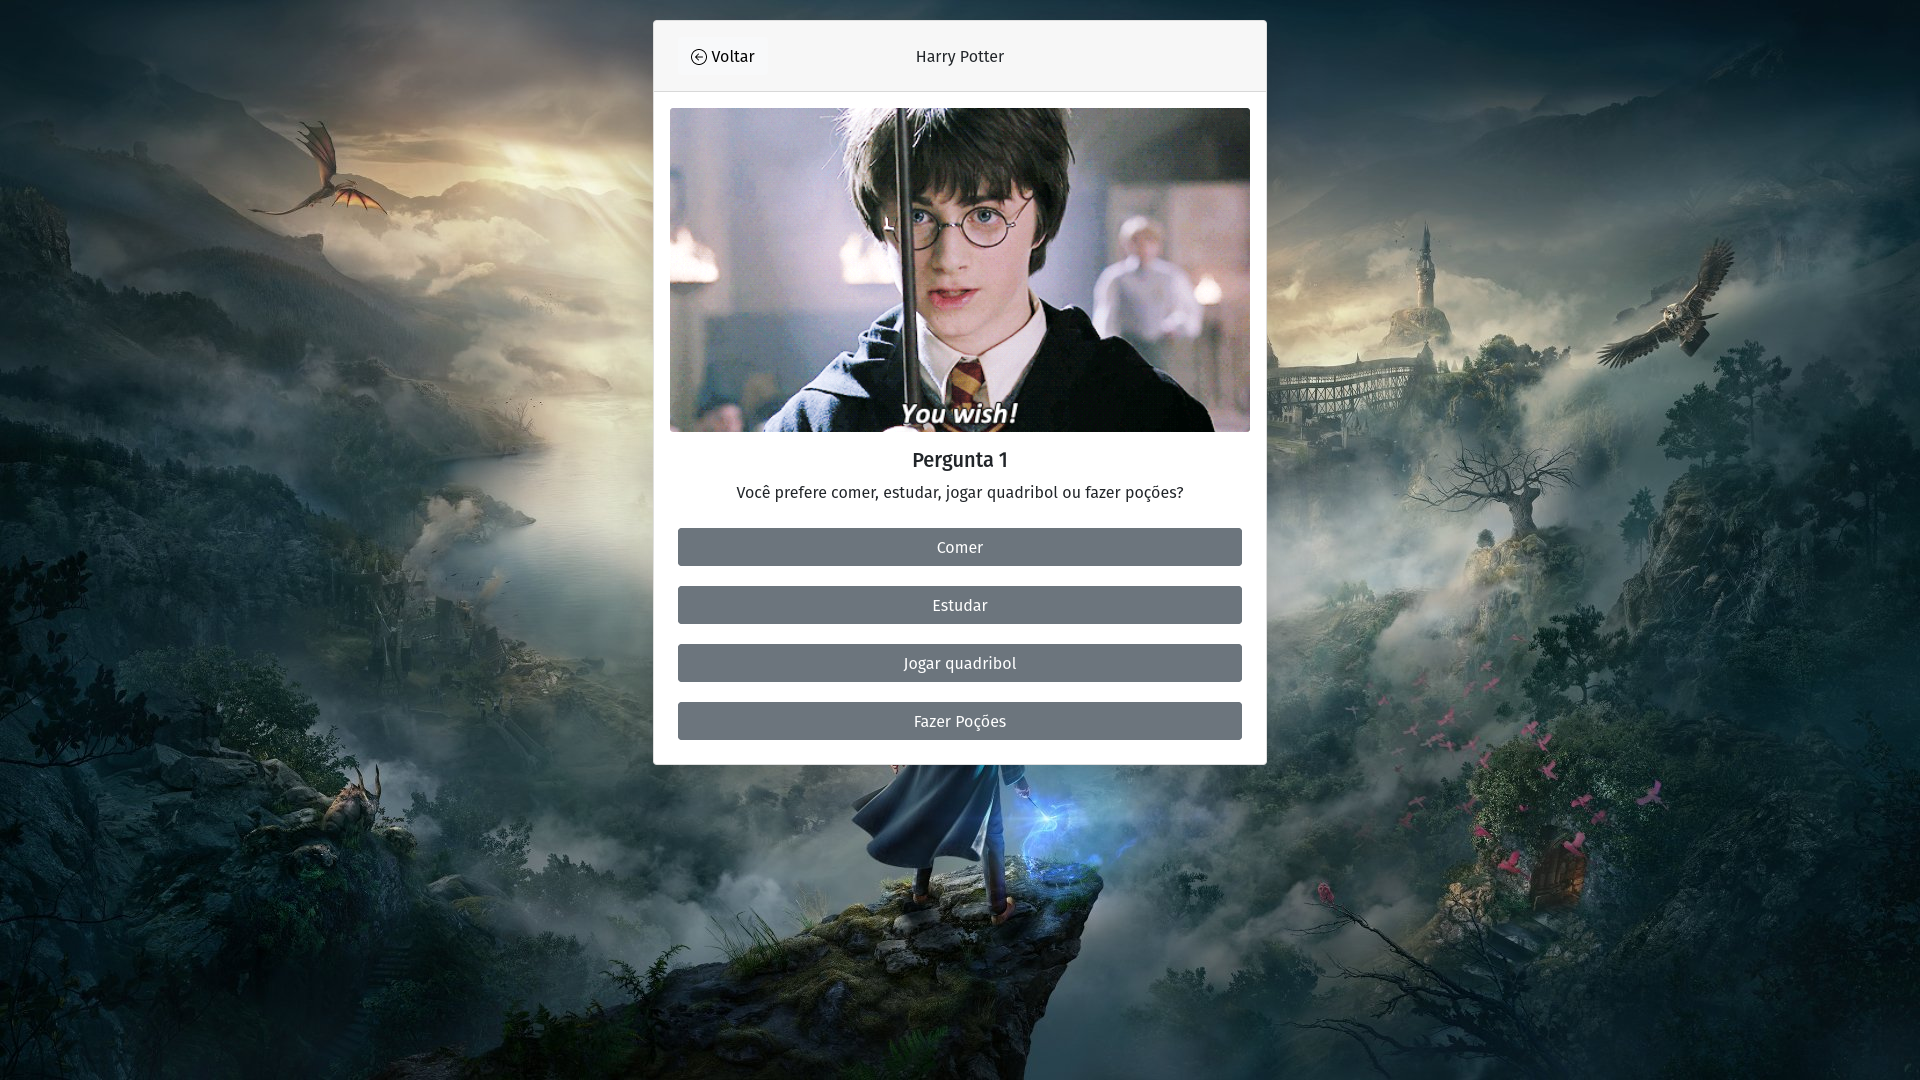 Voltar
Harry Potter
You wish!
Pergunta 1
Você prefere comer, estudar, jogar quadribol ou fazer poções?
Comer
Estudar
Jogar quadribol
Fazer Poções